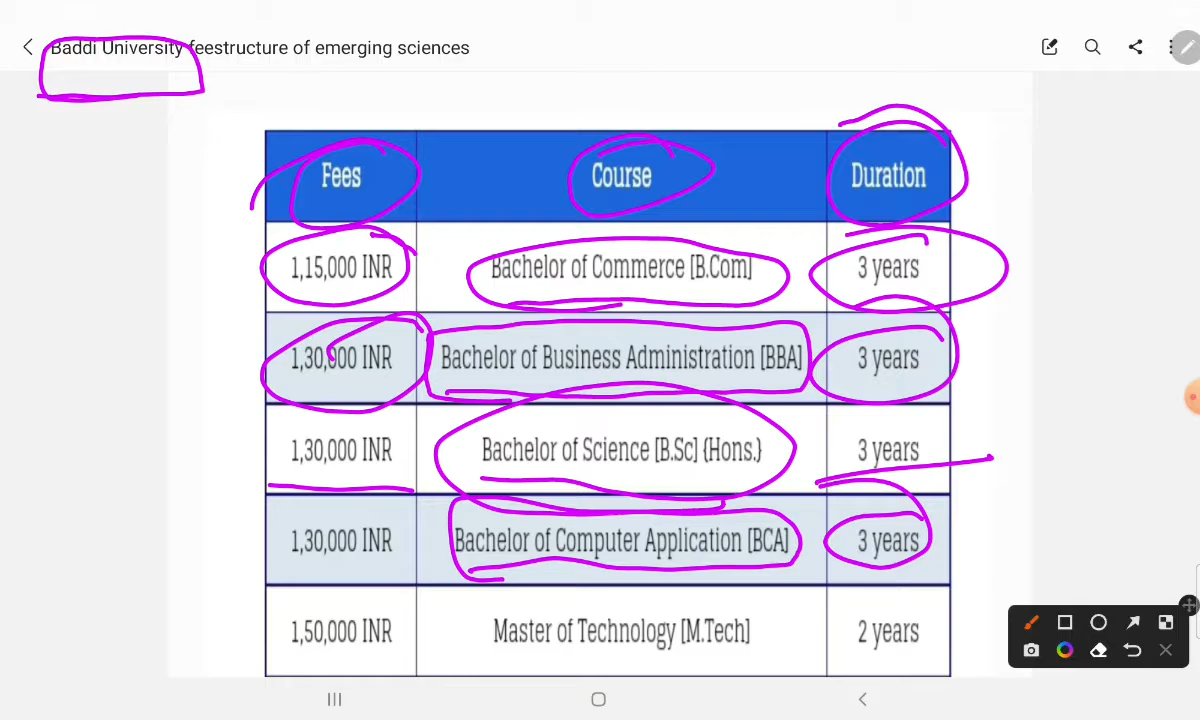 Baddi University feestructure of emerging sciences
Fees Course Duration
1,15,000 INR Bachelor of Commerce [B.Com] 3 years
1,30,000 INR Bachelor of Business Administration [BBA] 3 years
1,30,000 INR Bachelor of Science [B.Sc] {Hons.} 3 years
1,30,000 INR Bachelor of Computer Application [BCA] 3 years
1,50,000 INR Master of Technology [M.Tech] 2 years